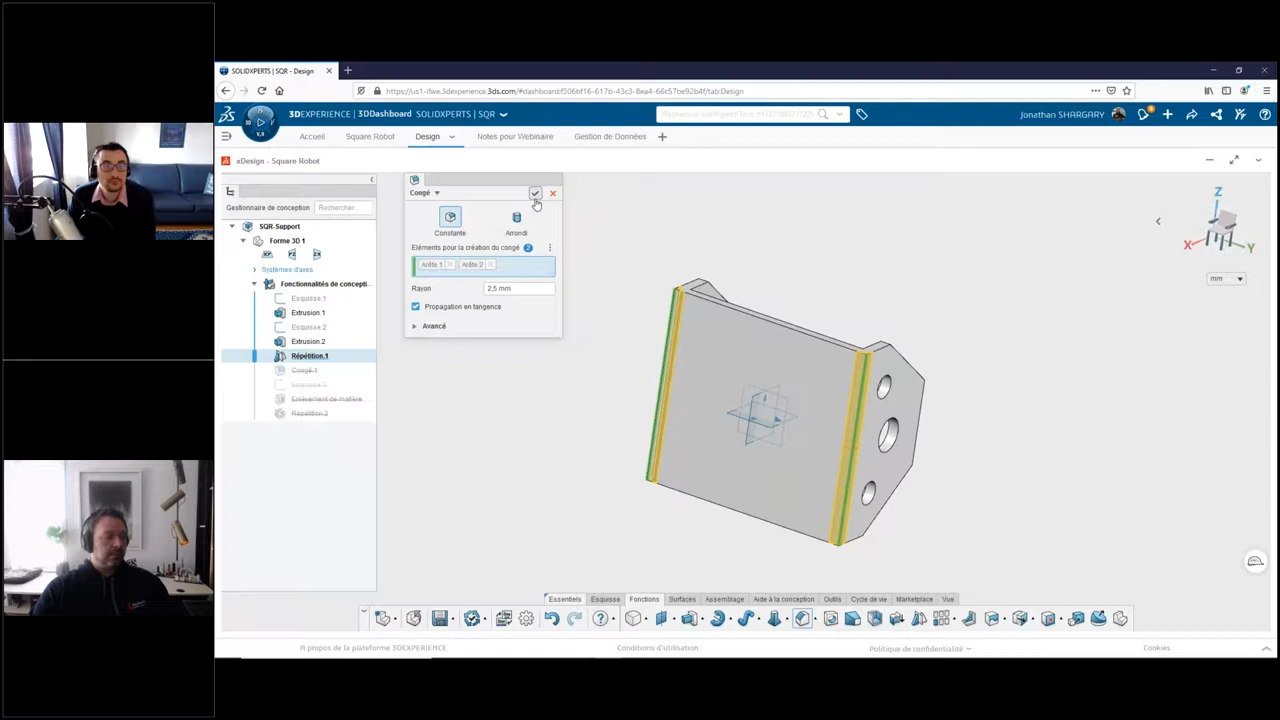 SOLIDXPERTS | SQR - Design
https://us1-ifwe.3dexperience.3ds.com/#dashboard:f306bf16-617b-43c3-8ea4-66c57be92b4f/tab:Design
3DEXPERIENCE | 3DDashboard SOLIDXPERTS | SQR
Jonathan SHARGARY
Accueil Square Robot Design Notes pour Webinaire Gestion de Données
xDesign - Square Robot
Gestionnaire de conception Rechercher...
SQR-Support
Forme 3D 1
XY YZ ZX
Systèmes d'axes
Fonctionnalités de concepti...
Esquisse.1
Extrusion.1
Esquisse.2
Extrusion.2
Répétition.1
Congé.1
Esquisse.3
Enlèvement de matière...
Répétition.2
Congé
Constante Arrondi
Eléments pour la création du congé 2
Arête.1 Arête.2
Rayon 2,5 mm
Propagation en tangence
Avancé
Z
X Y
mm
Essentiels Esquisse Fonctions Surfaces Assemblage Aide à la conception Outils Cycle de vie Marketplace Vue
A propos de la plateforme 3DEXPERIENCE Conditions d'utilisation Politique de confidentialité Cookies